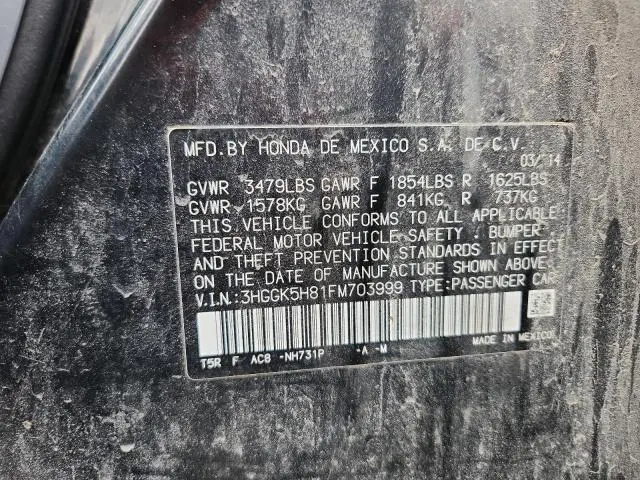 MFD. BY HONDA DE MEXICO S.A. DE C.V.
03/14
GVWR 3479LBS GAWR F 1854LBS R 1625LBS
GVWR 1578KG GAWR F 841KG R 737KG
THIS VEHICLE CONFORMS TO ALL APPLICABLE
FEDERAL MOTOR VEHICLE SAFETY, BUMPER
AND THEFT PREVENTION STANDARDS IN EFFECT
ON THE DATE OF MANUFACTURE SHOWN ABOVE.
V.I.N.: 3HGGK5H81FM703999 TYPE: PASSENGER CAR
MADE IN MEXICO
T5R F AC8 -NH731P -A -M